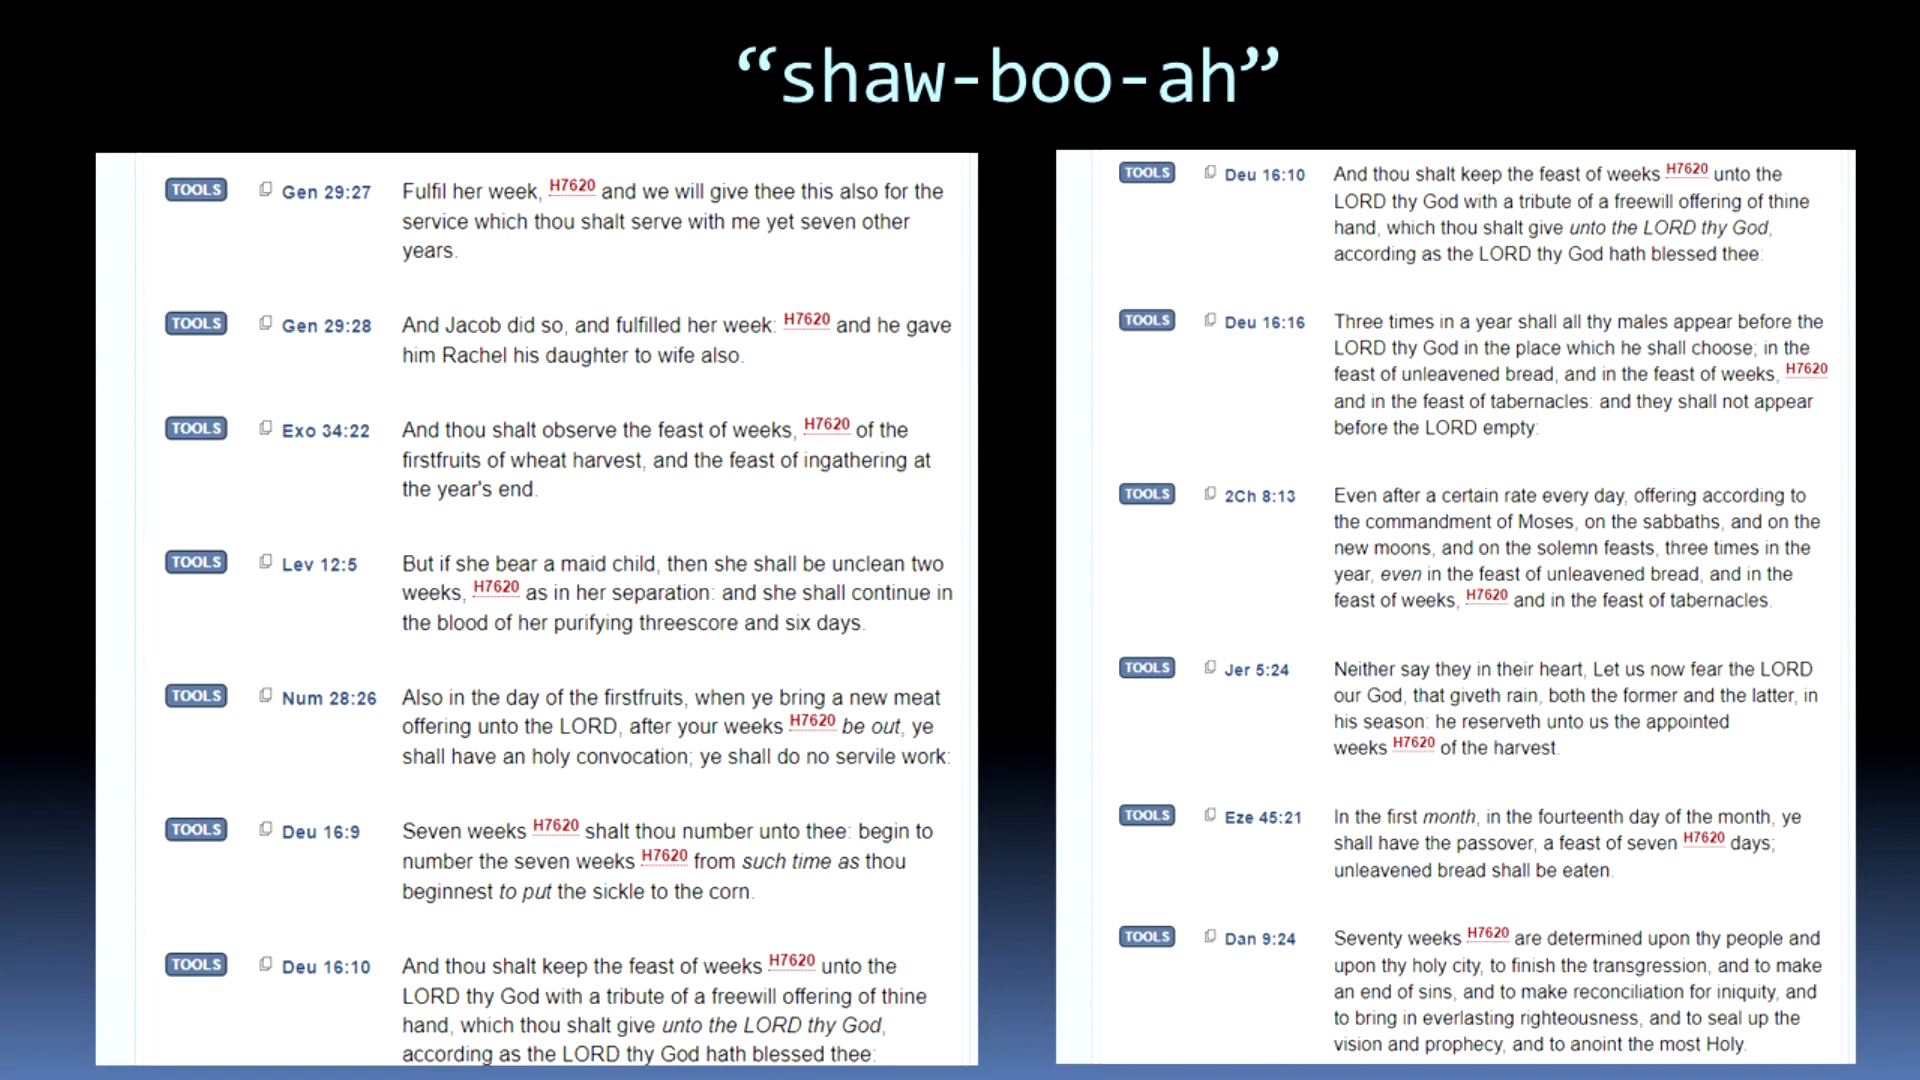 “shaw-boo-ah”
TOOLS Gen 29:27 Fulfil her week, H7620 and we will give thee this also for the
service which thou shalt serve with me yet seven other
years.
TOOLS Gen 29:28 And Jacob did so, and fulfilled her week: H7620 and he gave
him Rachel his daughter to wife also.
TOOLS Exo 34:22 And thou shalt observe the feast of weeks, H7620 of the
firstfruits of wheat harvest, and the feast of ingathering at
the year's end.
TOOLS Lev 12:5 But if she bear a maid child, then she shall be unclean two
weeks, H7620 as in her separation: and she shall continue in
the blood of her purifying threescore and six days.
TOOLS Num 28:26 Also in the day of the firstfruits, when ye bring a new meat
offering unto the LORD, after your weeks H7620 be out, ye
shall have an holy convocation; ye shall do no servile work:
TOOLS Deu 16:9 Seven weeks H7620 shalt thou number unto thee: begin to
number the seven weeks H7620 from such time as thou
beginnest to put the sickle to the corn.
TOOLS Deu 16:10 And thou shalt keep the feast of weeks H7620 unto the
LORD thy God with a tribute of a freewill offering of thine
hand, which thou shalt give unto the LORD thy God,
according as the LORD thy God hath blessed thee:
TOOLS Deu 16:10 And thou shalt keep the feast of weeks H7620 unto the
LORD thy God with a tribute of a freewill offering of thine
hand, which thou shalt give unto the LORD thy God,
according as the LORD thy God hath blessed thee:
TOOLS Deu 16:16 Three times in a year shall all thy males appear before the
LORD thy God in the place which he shall choose; in the
feast of unleavened bread, and in the feast of weeks, H7620
and in the feast of tabernacles: and they shall not appear
before the LORD empty:
TOOLS 2Ch 8:13 Even after a certain rate every day, offering according to
the commandment of Moses, on the sabbaths, and on the
new moons, and on the solemn feasts, three times in the
year, even in the feast of unleavened bread, and in the
feast of weeks, H7620 and in the feast of tabernacles.
TOOLS Jer 5:24 Neither say they in their heart, Let us now fear the LORD
our God, that giveth rain, both the former and the latter, in
his season: he reserveth unto us the appointed
weeks H7620 of the harvest.
TOOLS Eze 45:21 In the first month, in the fourteenth day of the month, ye
shall have the passover, a feast of seven H7620 days;
unleavened bread shall be eaten.
TOOLS Dan 9:24 Seventy weeks H7620 are determined upon thy people and
upon thy holy city, to finish the transgression, and to make
an end of sins, and to make reconciliation for iniquity, and
to bring in everlasting righteousness, and to seal up the
vision and prophecy, and to anoint the most Holy.